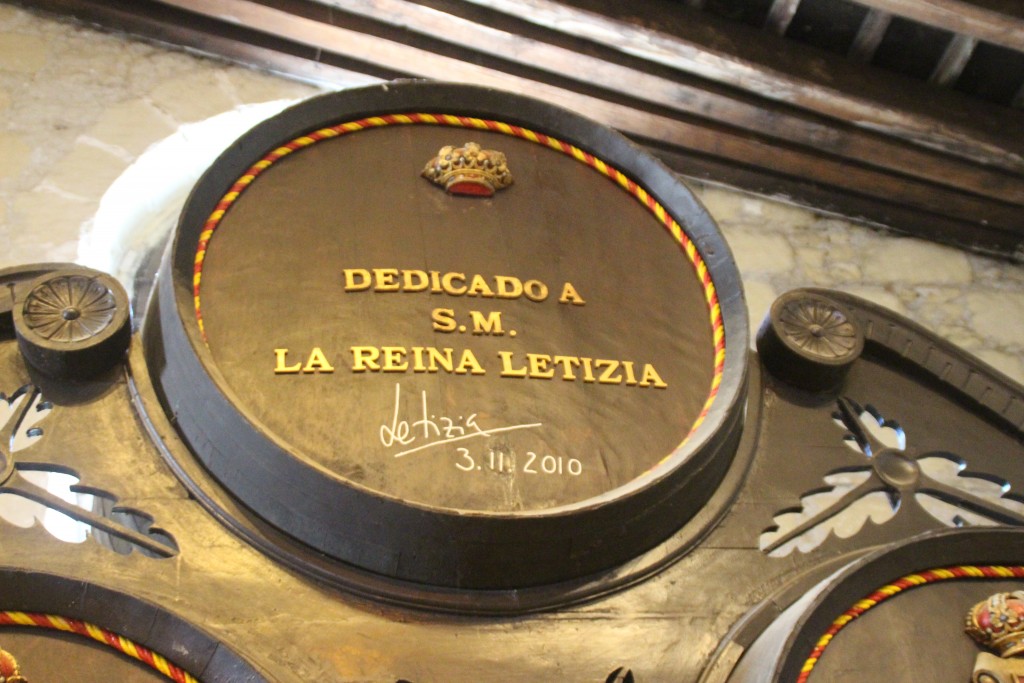 DEDICADO A
S.M.
LA REINA LETIZIA
Letizia
3.11.2010